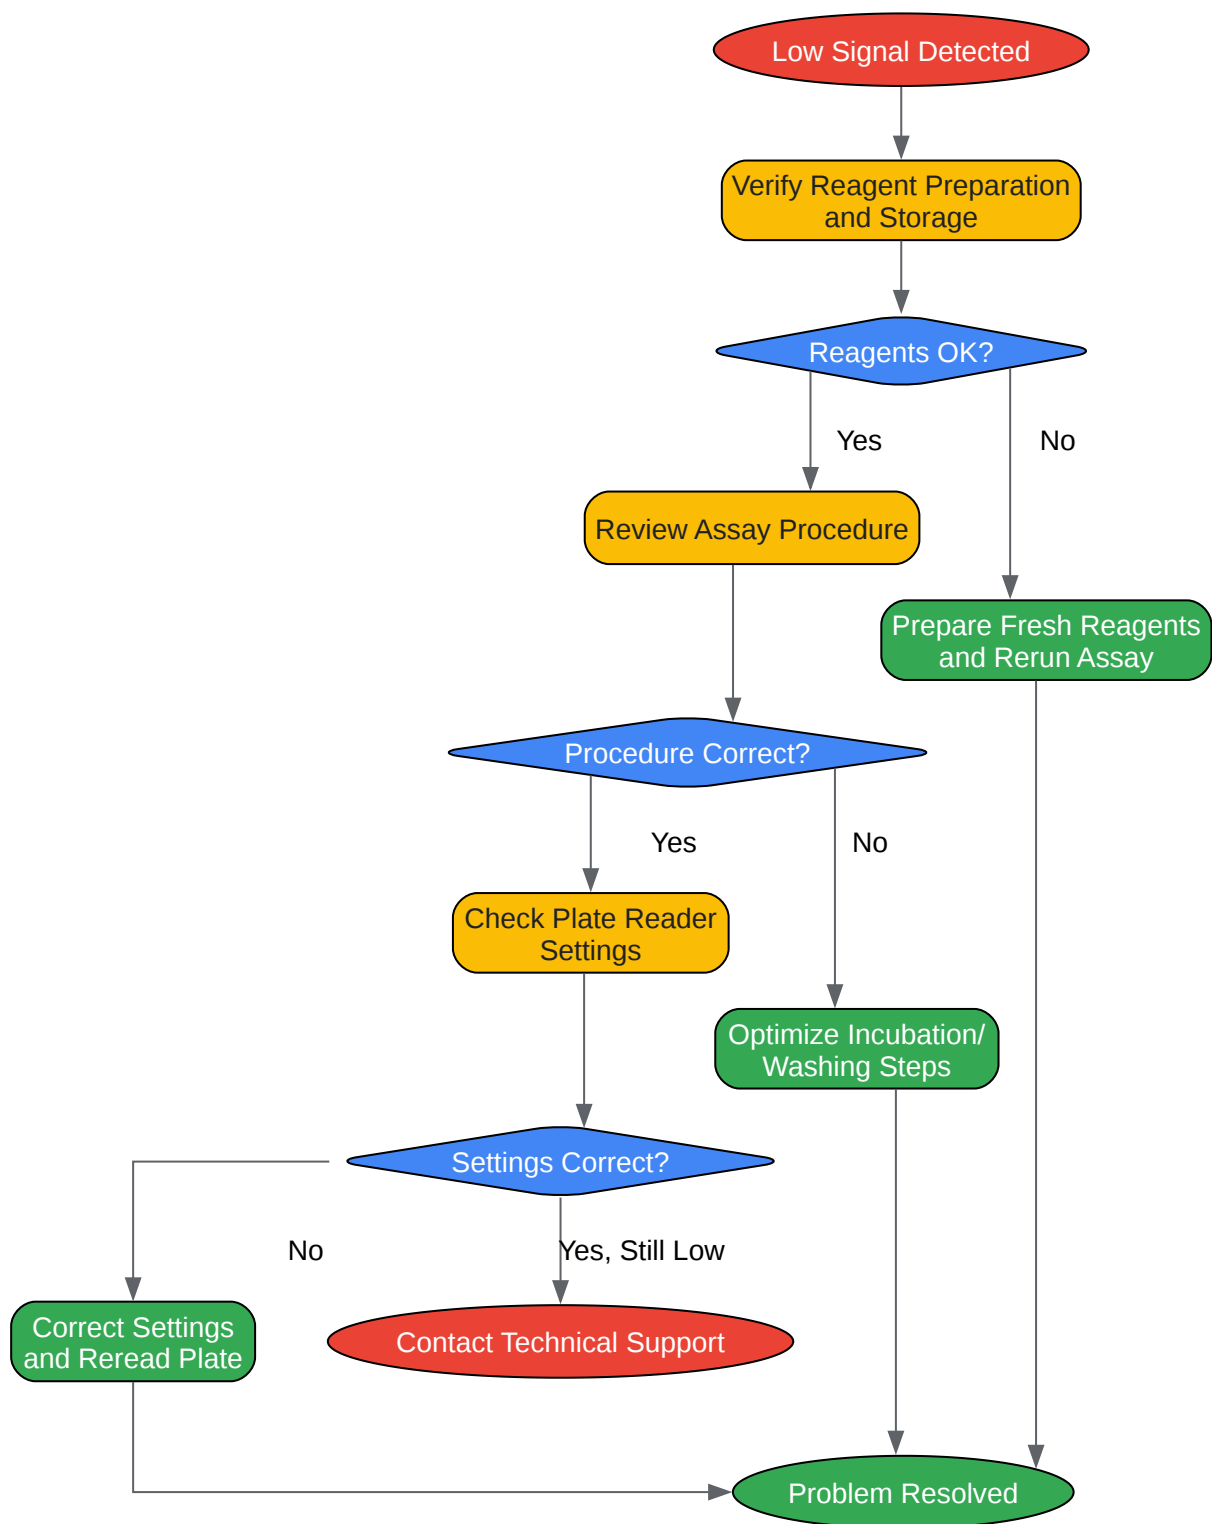 Low Signal Detected
Verify Reagent Preparation
and Storage
Reagents OK?
Yes
No
Review Assay Procedure
Prepare Fresh Reagents
and Rerun Assay
Procedure Correct?
Yes
No
Check Plate Reader
Settings
Optimize Incubation/
Washing Steps
Settings Correct?
No
Yes, Still Low
Correct Settings
and Reread Plate
Contact Technical Support
Problem Resolved